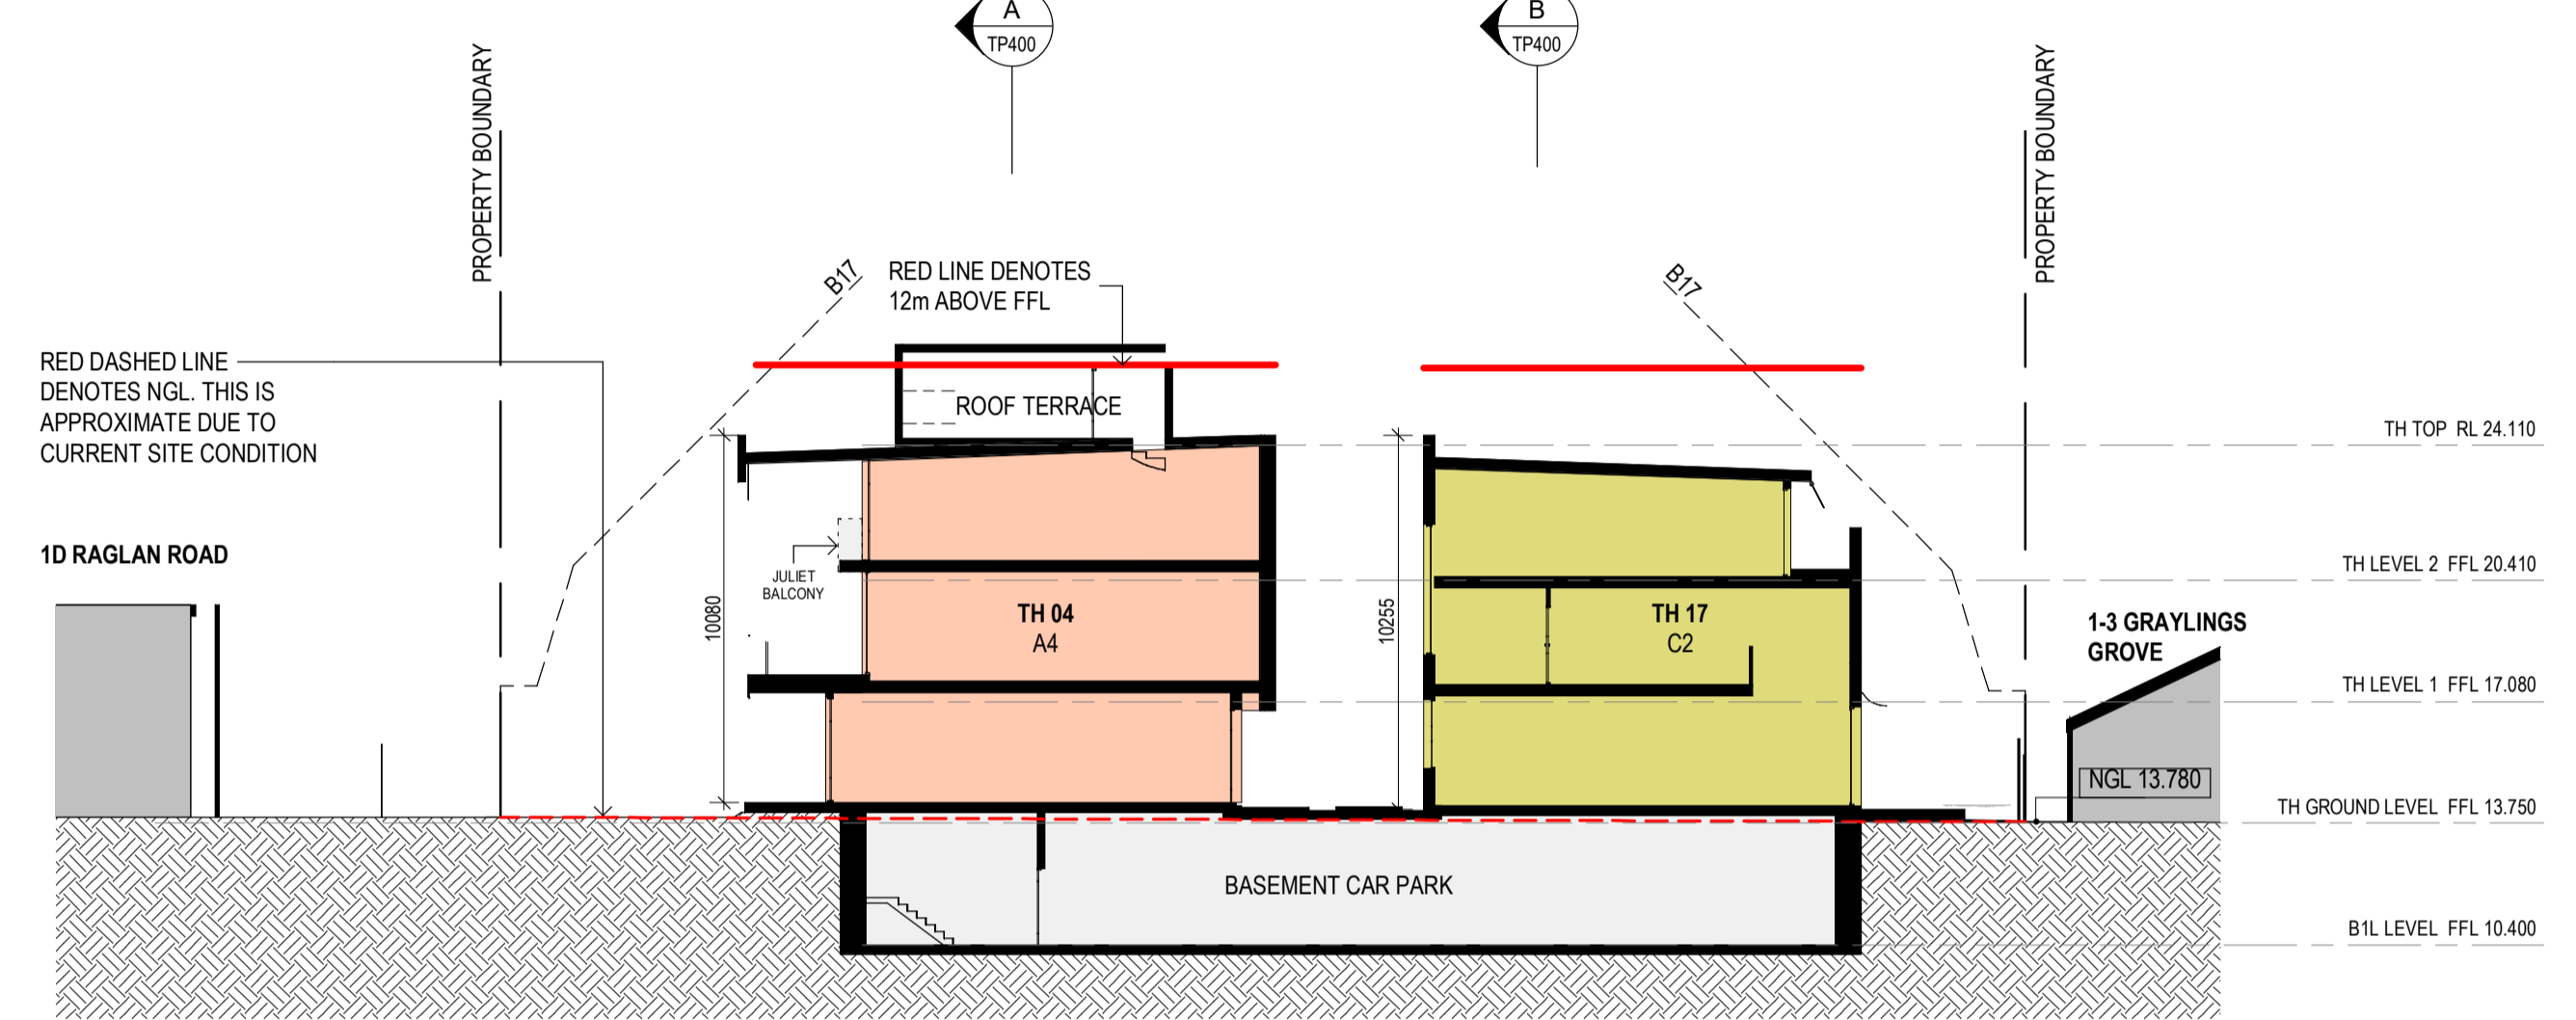 A
TP400
B
TP400
PROPERTY BOUNDARY
PROPERTY BOUNDARY
B17
RED LINE DENOTES
12m ABOVE FFL
B17
RED DASHED LINE
DENOTES NGL. THIS IS
APPROXIMATE DUE TO
CURRENT SITE CONDITION
ROOF TERRACE
TH TOP RL 24.110
1D RAGLAN ROAD
JULIET
BALCONY
TH LEVEL 2 FFL 20.410
10080
TH 04
A4
10255
TH 17
C2
1-3 GRAYLINGS
GROVE
TH LEVEL 1 FFL 17.080
NGL 13.780
TH GROUND LEVEL FFL 13.750
BASEMENT CAR PARK
B1L LEVEL FFL 10.400